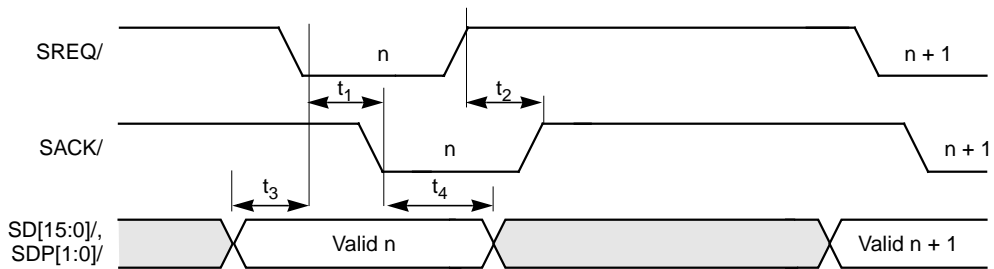 SREQ/ n n + 1
t1 t2
SACK/ n n + 1
t3 t4
SD[15:0]/,
SDP[1:0]/ Valid n Valid n + 1